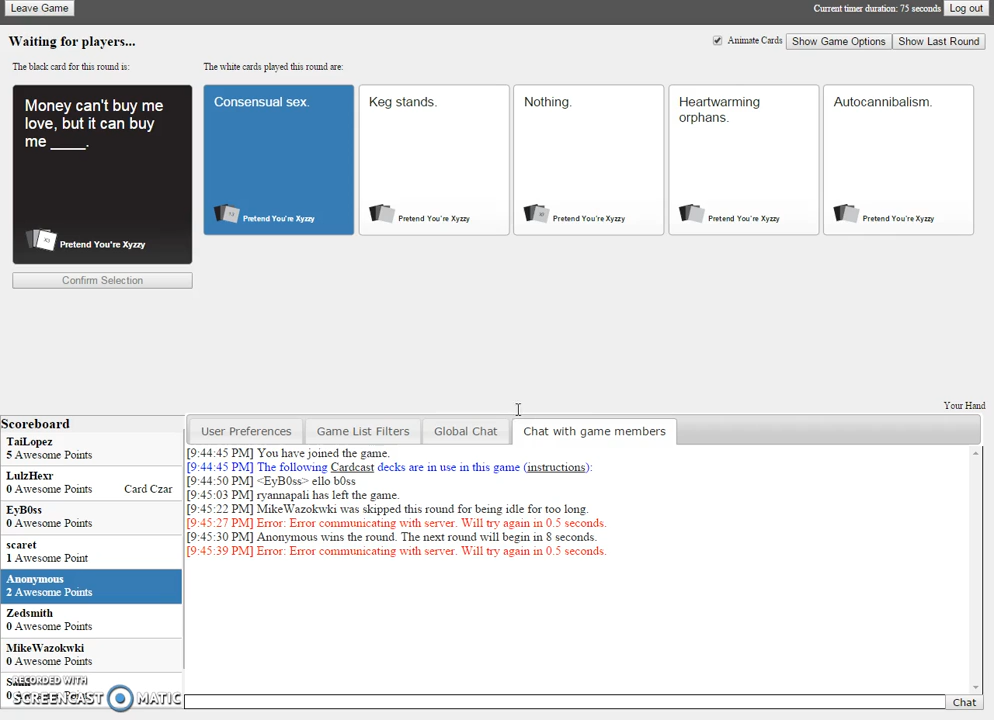 Leave Game
Current timer duration: 75 seconds
Log out
Waiting for players...
Animate Cards
Show Game Options
Show Last Round
The black card for this round is:
The white cards played this round are:
Money can't buy me
love, but it can buy
me ____.
Pretend You're Xyzzy
Consensual sex.
Pretend You're Xyzzy
Keg stands.
Pretend You're Xyzzy
Nothing.
Pretend You're Xyzzy
Heartwarming
orphans.
Pretend You're Xyzzy
Autocannibalism.
Pretend You're Xyzzy
Confirm Selection
Your Hand
Scoreboard
TaiLopez
5 Awesome Points
LulzHexr
0 Awesome Points Card Czar
EyB0ss
0 Awesome Points
scaret
1 Awesome Point
Anonymous
2 Awesome Points
Zedsmith
0 Awesome Points
MikeWazokwki
0 Awesome Points
RECORDED WITH
SCREENCAST MATIC
User Preferences
Game List Filters
Global Chat
Chat with game members
[9:44:45 PM] You have joined the game.
[9:44:45 PM] The following Cardcast decks are in use in this game (instructions):
[9:44:50 PM] <EyB0ss> ello b0ss
[9:45:03 PM] ryannapali has left the game.
[9:45:22 PM] MikeWazokwki was skipped this round for being idle for too long.
[9:45:27 PM] Error: Error communicating with server. Will try again in 0.5 seconds.
[9:45:30 PM] Anonymous wins the round. The next round will begin in 8 seconds.
[9:45:39 PM] Error: Error communicating with server. Will try again in 0.5 seconds.
Chat